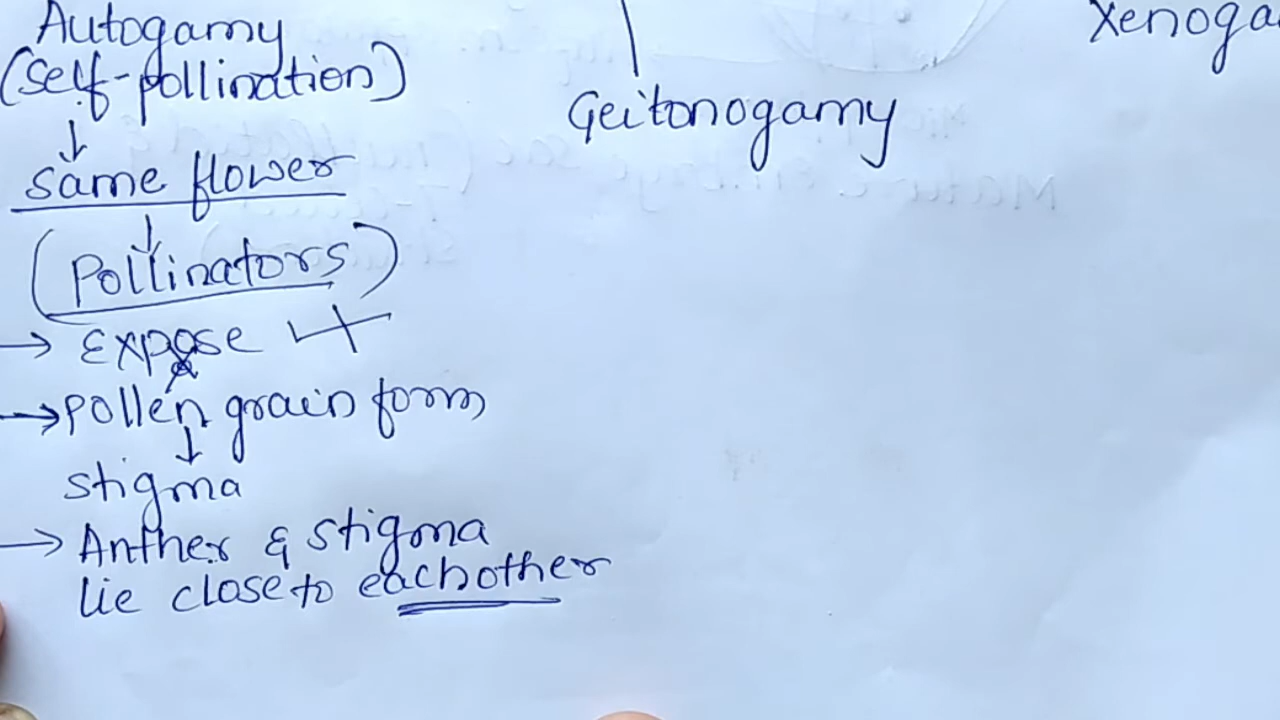 Autogamy
(self-pollination)
↓
same flower
↓
(Pollinators)
→ Expose
→ pollen grain form
↓
stigma
→ Anther & stigma
lie close to eachother
Geitonogamy
Xenoga